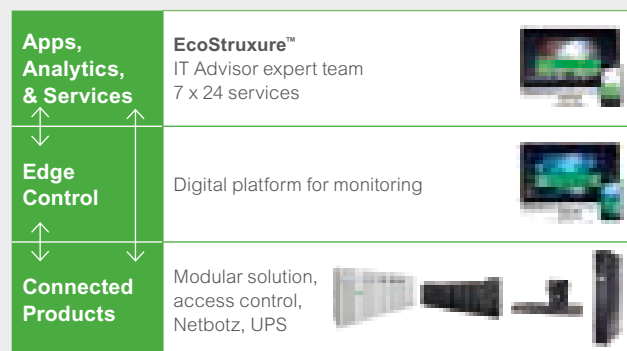 Apps,
Analytics,
& Services
EcoStruxure™
IT Advisor expert team
7 x 24 services
Edge
Control
Digital platform for monitoring
Connected
Products
Modular solution,
access control,
Netbotz, UPS